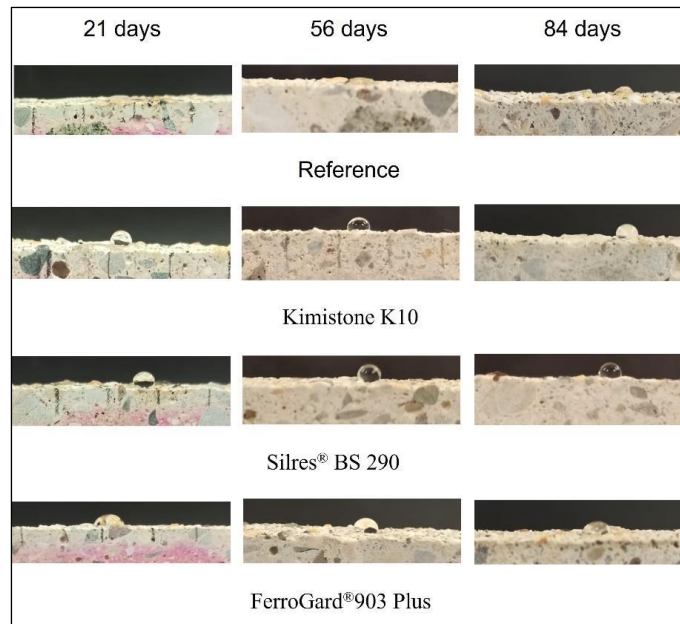 21 days 56 days 84 days
Reference
Kimistone K10
Silres® BS 290
FerroGard®903 Plus